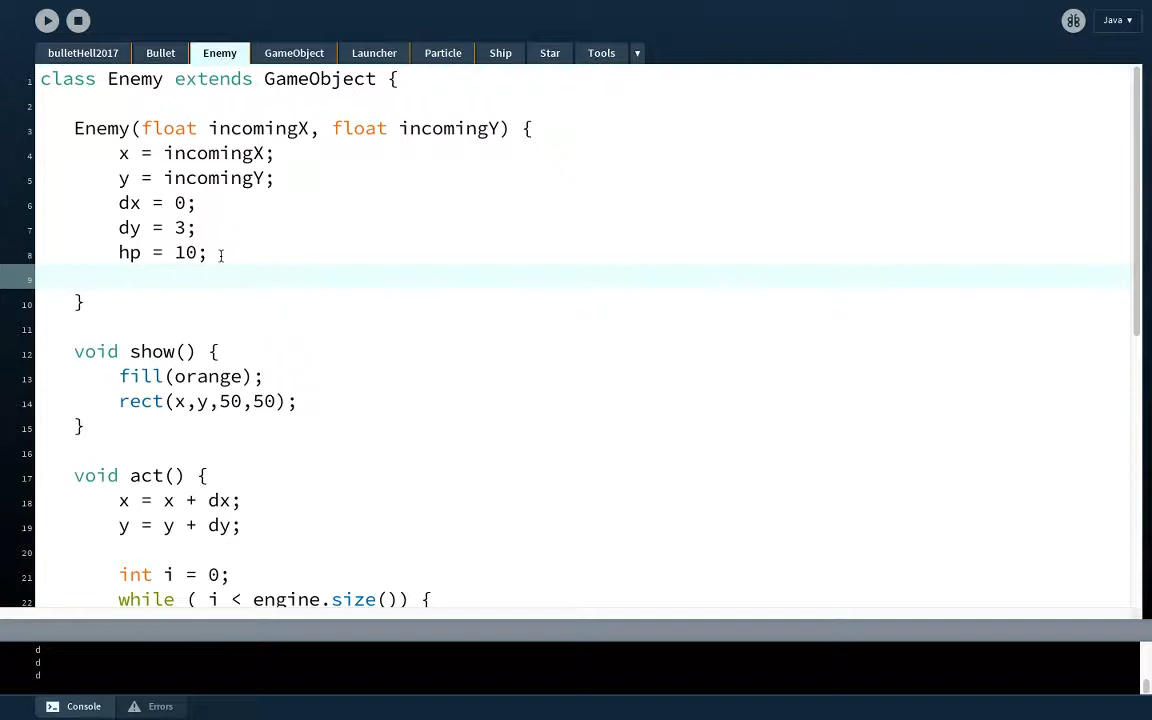 Java ▾
bulletHell2017 Bullet Enemy GameObject Launcher Particle Ship Star Tools ▼
1 class Enemy extends GameObject {
2
3 Enemy(float incomingX, float incomingY) {
4 x = incomingX;
5 y = incomingY;
6 dx = 0;
7 dy = 3;
8 hp = 10;
9
10 }
11
12 void show() {
13 fill(orange);
14 rect(x,y,50,50);
15 }
16
17 void act() {
18 x = x + dx;
19 y = y + dy;
20
21 int i = 0;
22 while ( i < engine.size()) {
d
d
d
Console Errors